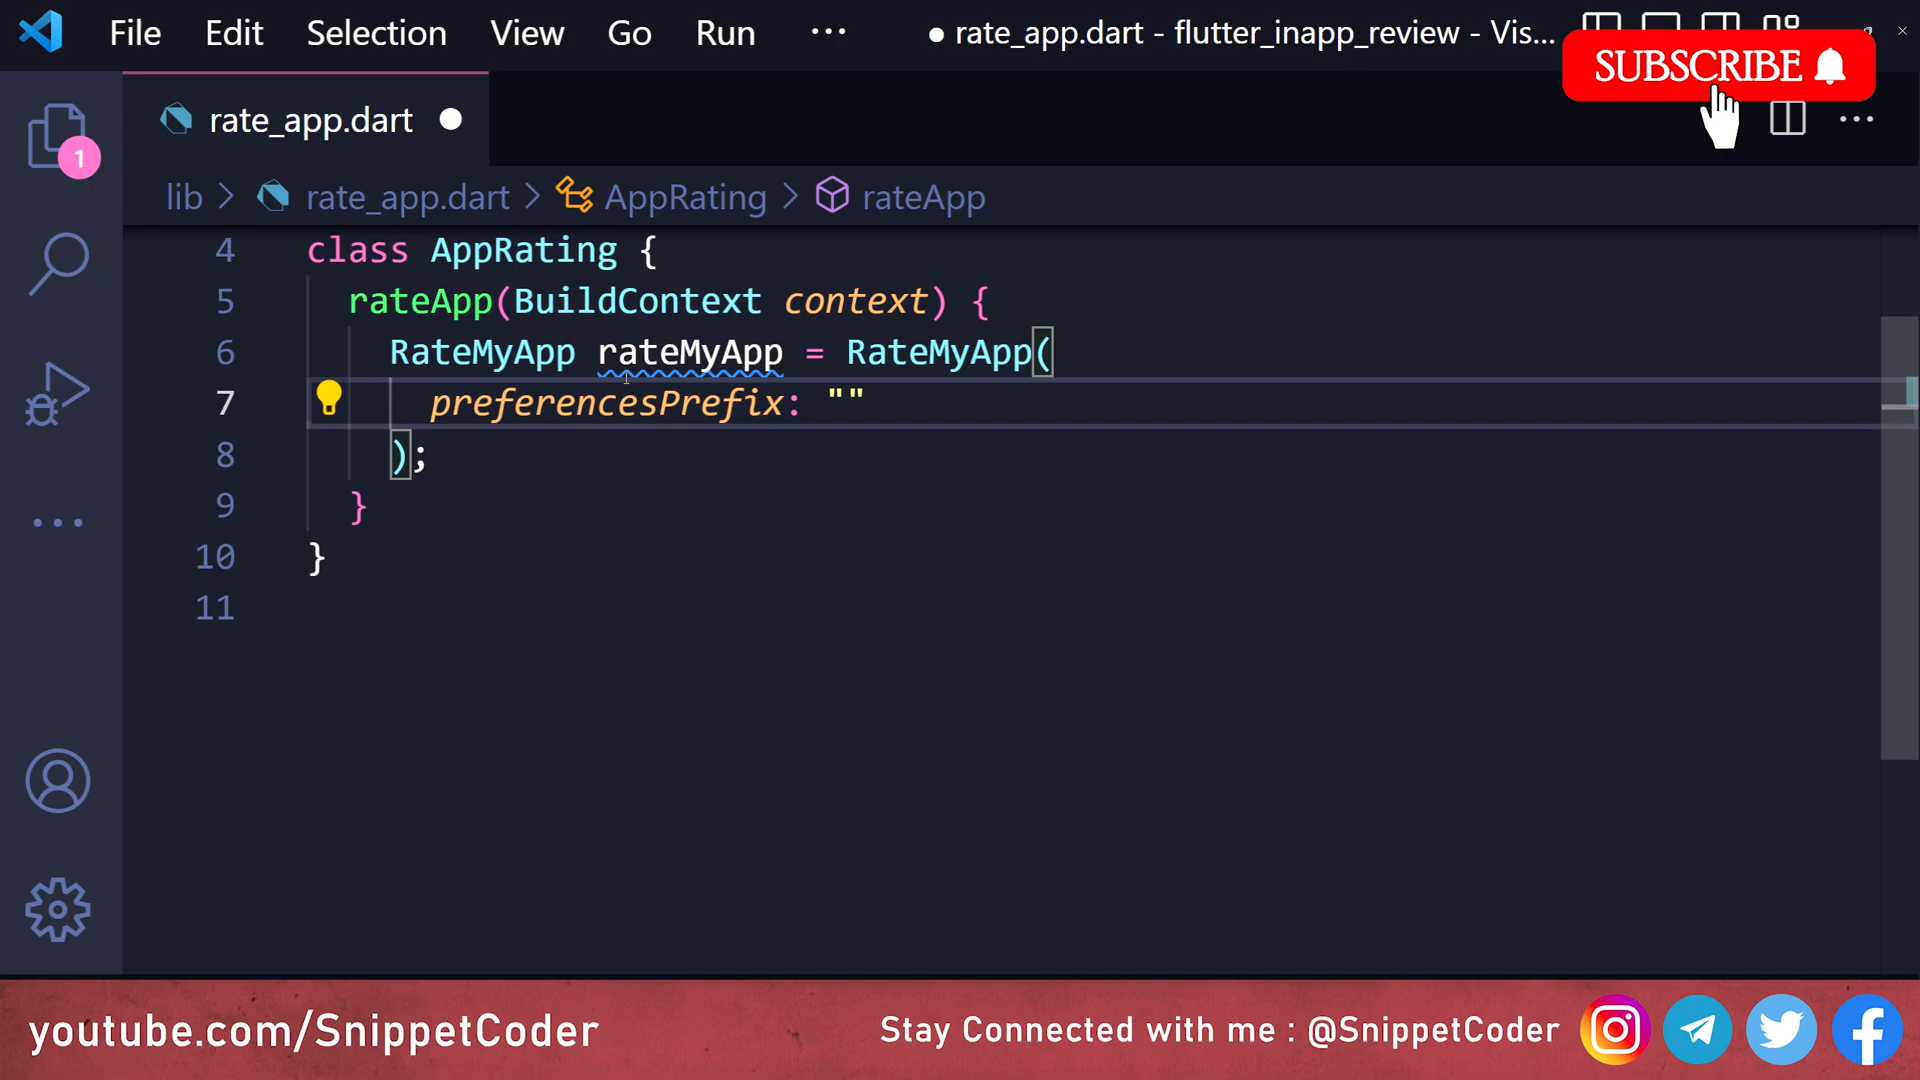 File Edit Selection View Go Run ... ● rate_app.dart - flutter_inapp_review - Vis...
SUBSCRIBE
rate_app.dart ●
1
lib > rate_app.dart > AppRating > rateApp
4 class AppRating {
5 rateApp(BuildContext context) {
6 RateMyApp rateMyApp = RateMyApp(
7 preferencesPrefix: ""
8 );
9 }
10 }
11
youtube.com/SnippetCoder Stay Connected with me : @SnippetCoder